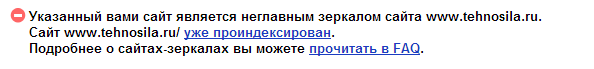 Указанный вами сайт является неглавным зеркалом сайта www.tehnosila.ru.
Сайт www.tehnosila.ru/ уже проиндексирован.
Подробнее о сайтах-зеркалах вы можете прочитать в FAQ.